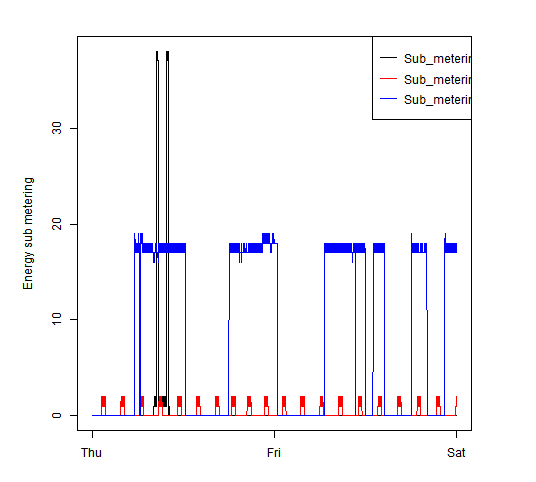 Sub_meterin
Sub_meterin
Sub_meterin
Energy sub metering
30
20
10
0
Thu
Fri
Sat